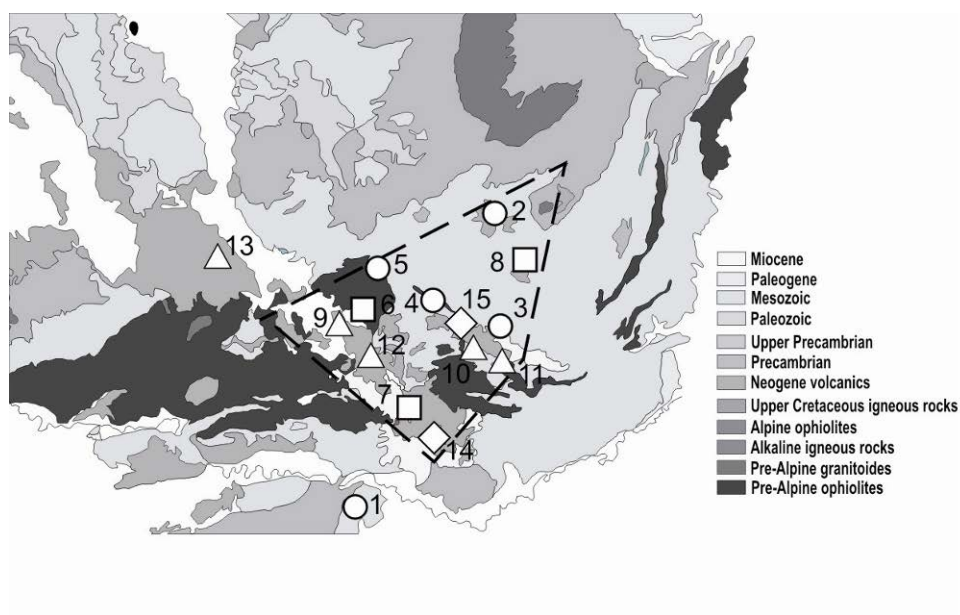 2
13
5
8
4
15
3
6
9
12
10
11
7
14
1
Miocene
Paleogene
Mesozoic
Paleozoic
Upper Precambrian
Precambrian
Neogene volcanics
Upper Cretaceous igneous rocks
Alpine ophiolites
Alkaline igneous rocks
Pre-Alpine granitoides
Pre-Alpine ophiolites